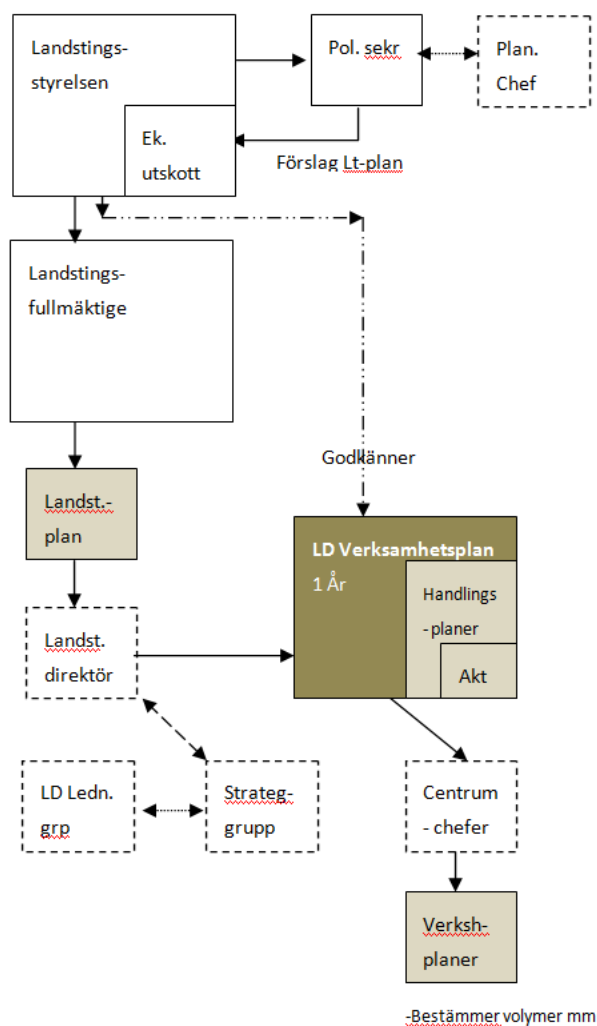 Landstings-
styrelsen
Ek.
utskott
Pol. sekr
Plan.
Chef
Förslag Lt-plan
Landstings-
fullmäktige
Godkänner
Landst.-
plan
LD Verksamhetsplan
1 År
Handlings
- planer
Akt
Landst.
direktör
LD Ledn.
grp
Strateg-
grupp
Centrum
- chefer
Verksh-
planer
-Bestämmer volymer mm